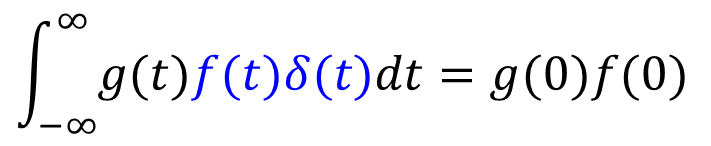 ∫_{-∞}^{∞} g(t)f(t)δ(t)dt = g(0)f(0)